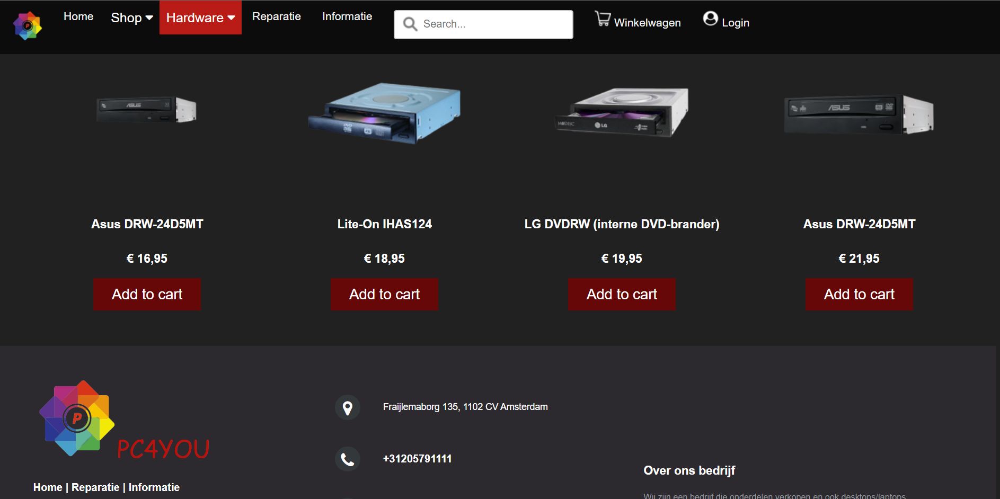 P
Home
Shop
Hardware
Reparatie
Informatie
Search...
Winkelwagen
Login
ASUS
LG
ASUS
Asus DRW-24D5MT
Lite-On IHAS124
LG DVDRW (interne DVD-brander)
Asus DRW-24D5MT
€ 16,95
€ 18,95
€ 19,95
€ 21,95
Add to cart
Add to cart
Add to cart
Add to cart
P
PC4YOU
Home | Reparatie | Informatie
Fraijlemaborg 135, 1102 CV Amsterdam
+31205791111
Over ons bedrijf
Wij zijn een bedrijf die onderdelen verkopen en ook desktops/laptops